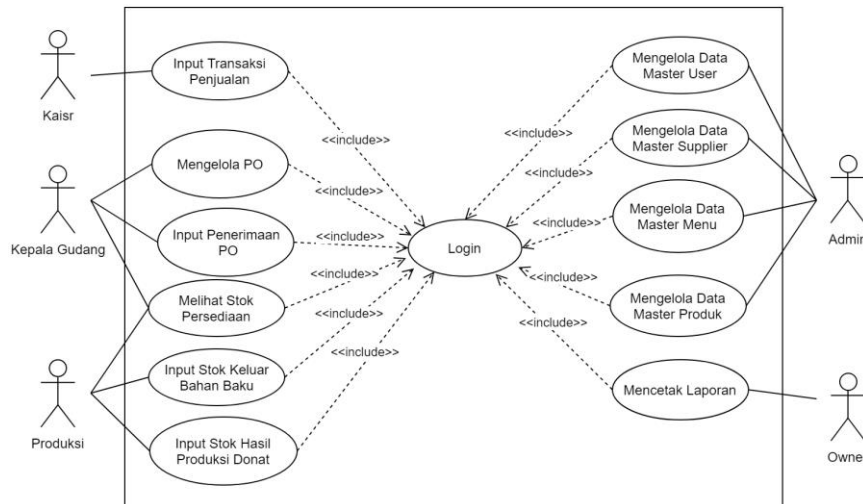 Input Transaksi
Penjualan
Kaisr
<<include>>
Mengelola PO
<<include>>
Kepala Gudang
Input Penerimaan
PO
<<include>>
Melihat Stok
Persediaan
<<include>>
Input Stok Keluar
Bahan Baku
<<include>>
Produksi
Input Stok Hasil
Produksi Donat
<<include>>
Login
Mengelola Data
Master User
<<include>>
Mengelola Data
Master Supplier
<<include>>
Mengelola Data
Master Menu
<<include>>
Admin
Mengelola Data
Master Produk
<<include>>
Mencetak Laporan
<<include>>
Owne